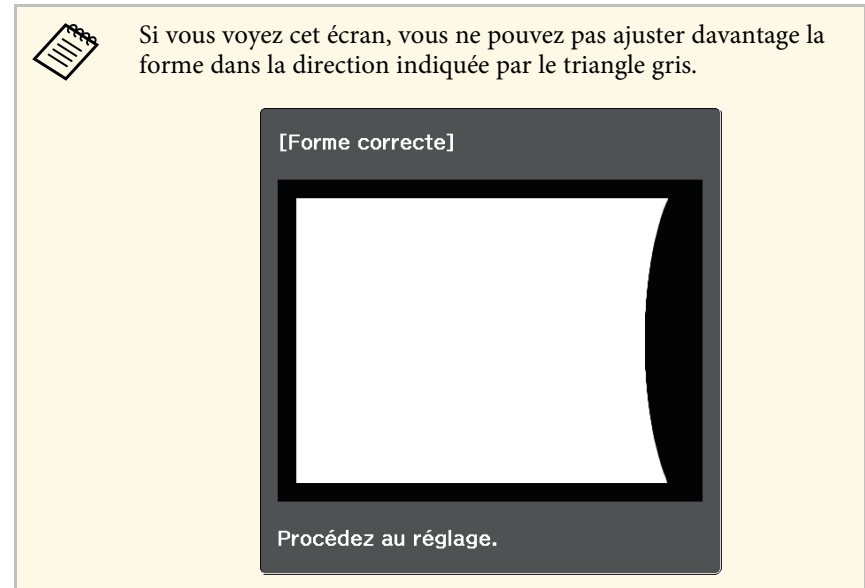 Si vous voyez cet écran, vous ne pouvez pas ajuster davantage la
forme dans la direction indiquée par le triangle gris.
[Forme correcte]
Procédez au réglage.